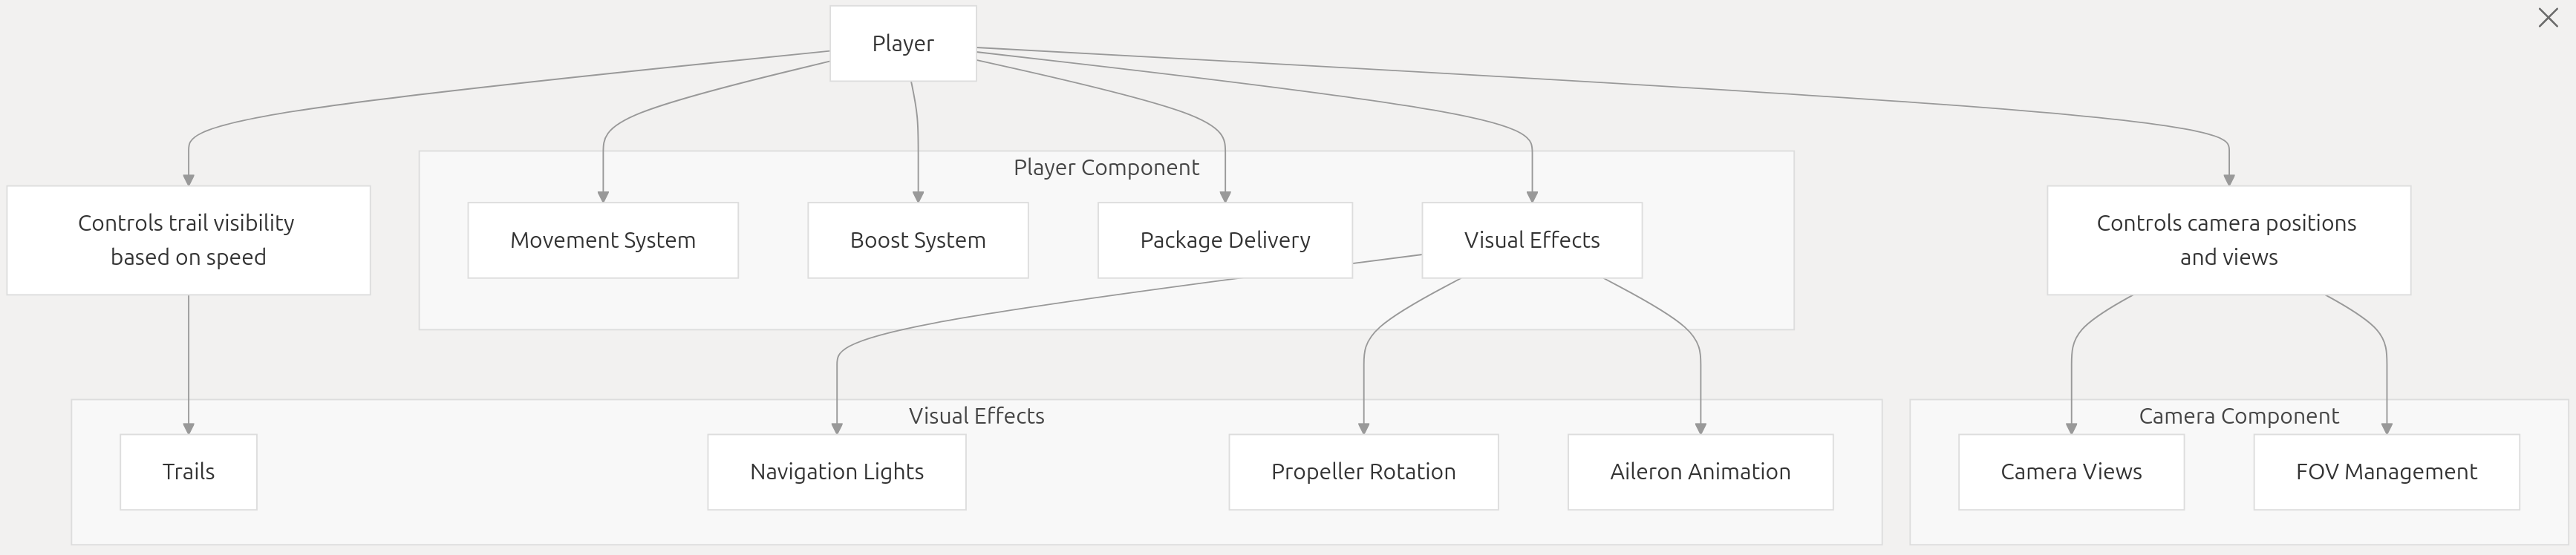 Player
Player Component
Controls trail visibility
based on speed
Movement System
Boost System
Package Delivery
Visual Effects
Controls camera positions
and views
Visual Effects
Camera Component
Trails
Navigation Lights
Propeller Rotation
Aileron Animation
Camera Views
FOV Management